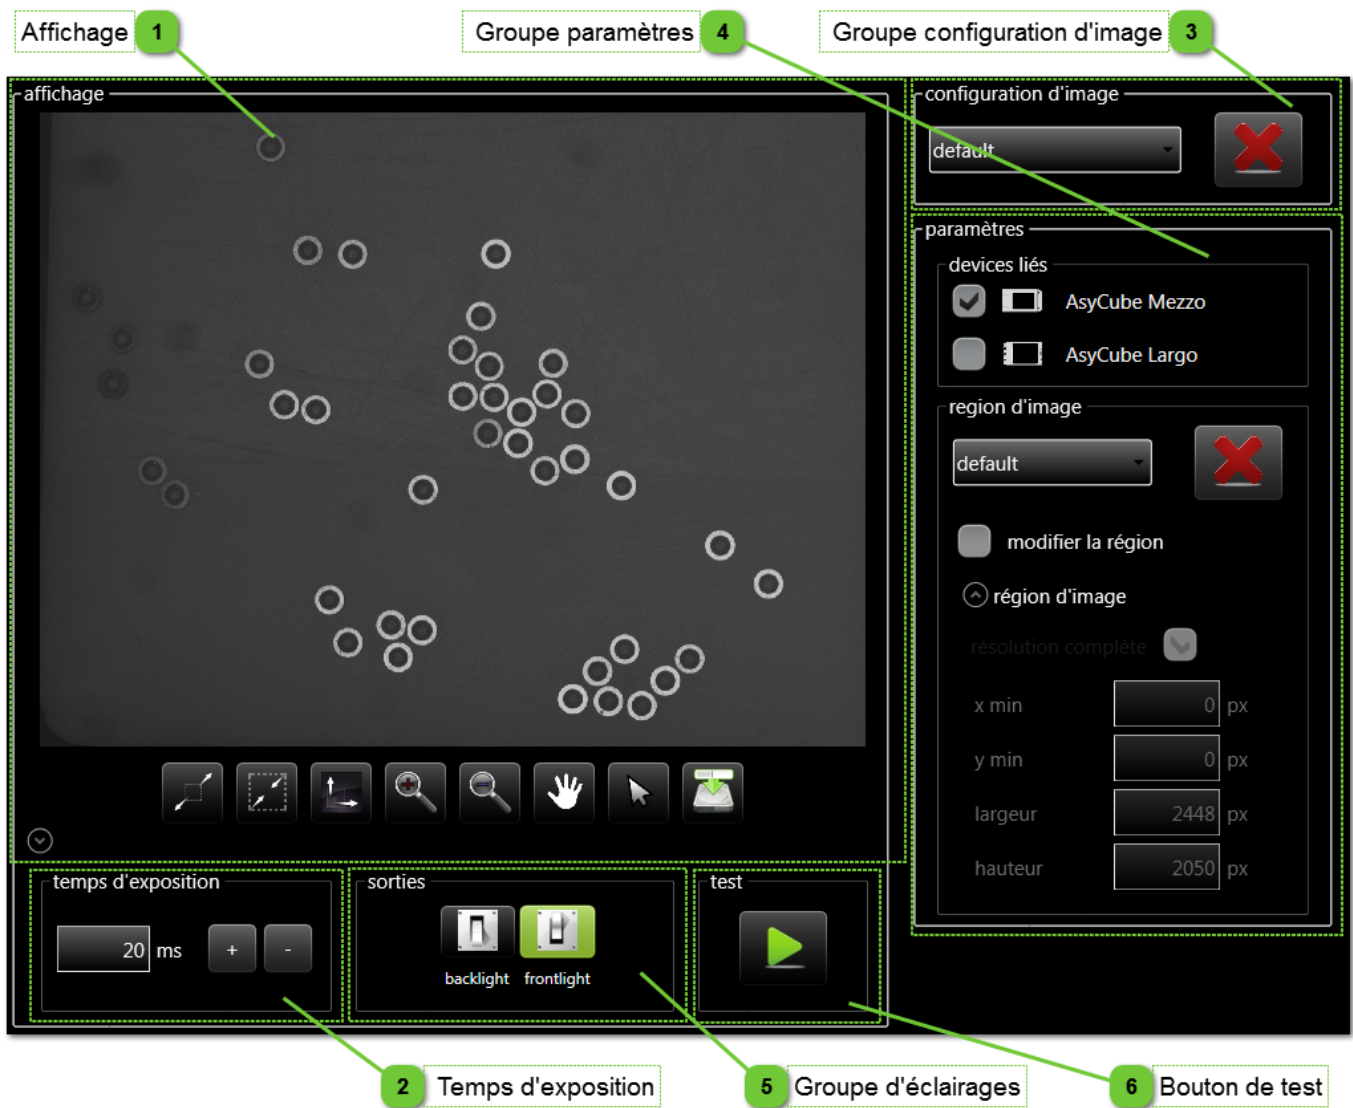 Affichage 1
Groupe paramètres 4
Groupe configuration d'image 3
affichage
configuration d'image
default
paramètres
devices liés
AsyCube Mezzo
AsyCube Largo
region d'image
default
modifier la région
région d'image
résolution complète
x min 0 px
y min 0 px
largeur 2448 px
hauteur 2050 px
temps d'exposition
20 ms + -
sorties
backlight frontlight
test
2 Temps d'exposition
5 Groupe d'éclairages
6 Bouton de test